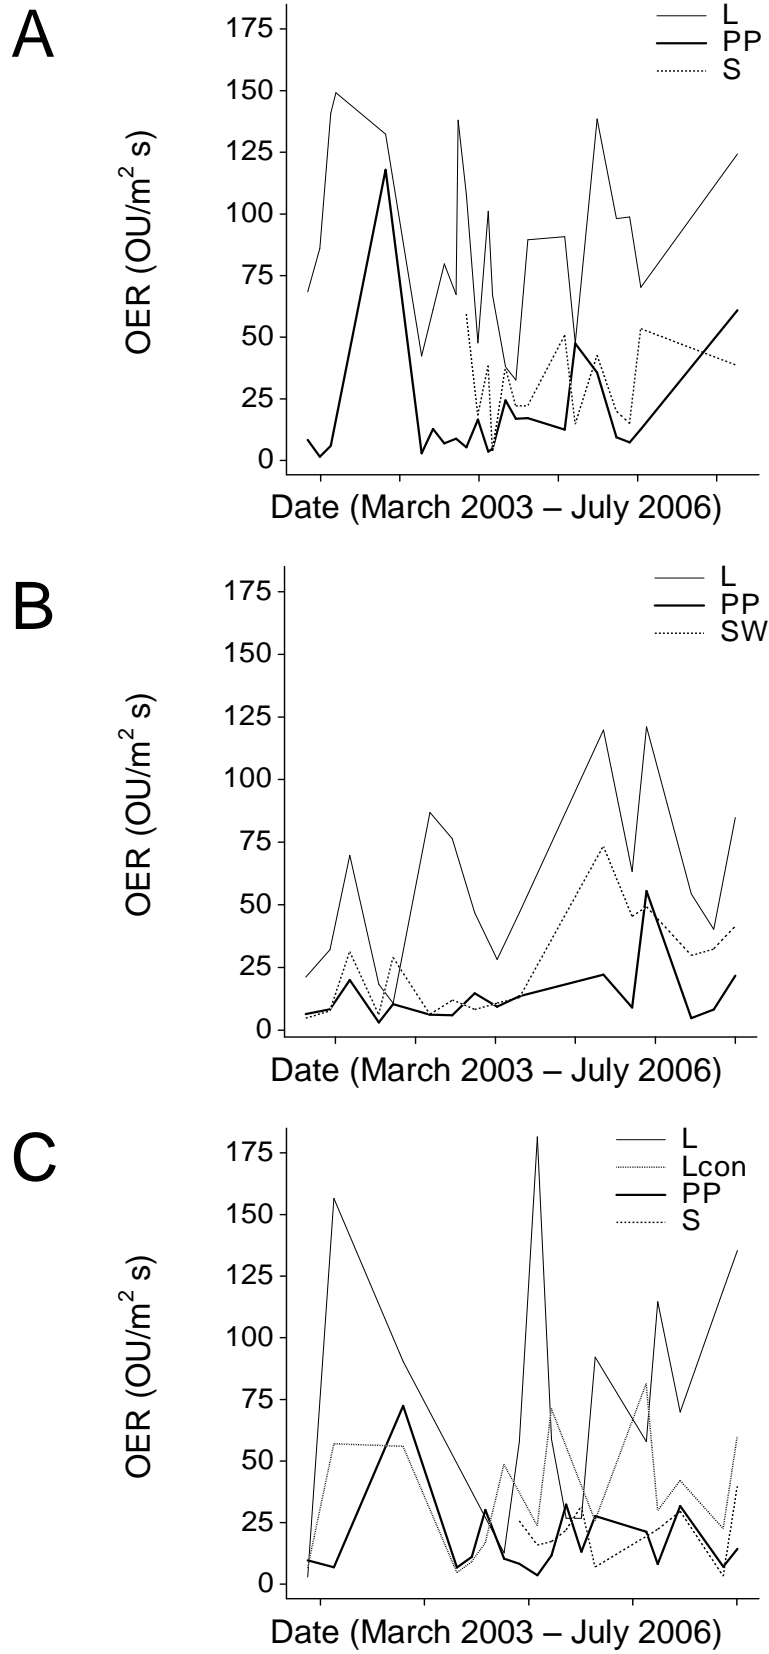 A
L
PP
S
175
150
125
100
75
50
25
0
OER (OU/m² s)
Date (March 2003 – July 2006)
B
L
PP
SW
175
150
125
100
75
50
25
0
OER (OU/m² s)
Date (March 2003 – July 2006)
C
L
Lcon
PP
S
175
150
125
100
75
50
25
0
OER (OU/m² s)
Date (March 2003 – July 2006)